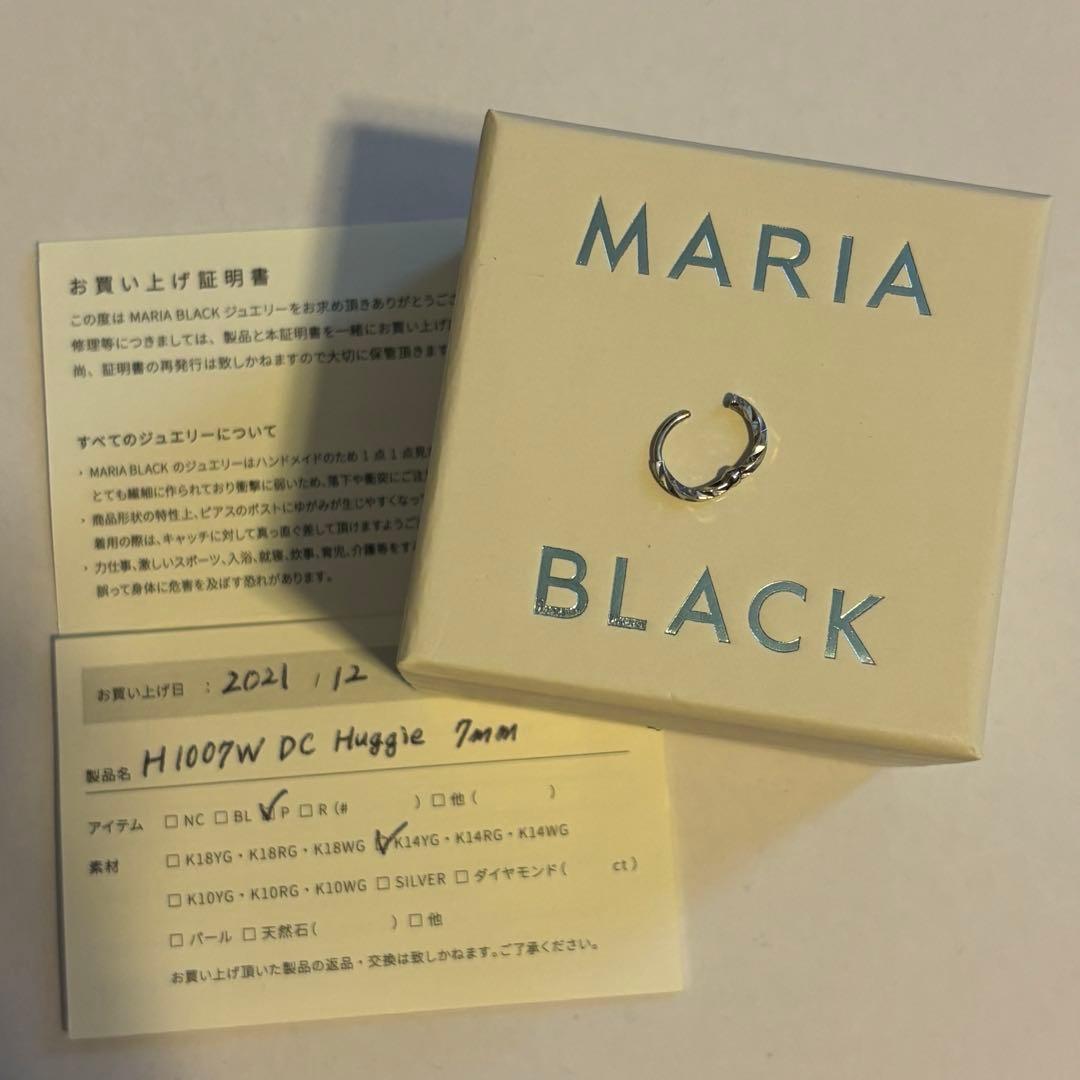 お買い上げ証明書
この度は MARIA BLACK ジュエリーをお求め頂きありがとうござ
修理等につきましては、製品と本証明書を一緒にお買い上げ
尚、証明書の再発行は致しかねますので大切に保管頂きます
すべてのジュエリーについて
・MARIA BLACK のジュエリーはハンドメイドのため1点1点見
とても繊細に作られており衝撃に弱いため、落下や衝突にご注
・商品形状の特性上、ピアスのポストにゆがみが生じやすくなっ
着用の際は、キャッチに対して真っ直ぐ差して頂けますようご
・力仕事、激しいスポーツ、入浴、就寝、炊事、育児、介護等をす
誤って身体に危害を及ぼす恐れがあります。
お買い上げ日 : 2021 / 12
製品名 H1007W DC Huggie 7mm
アイテム □ NC □ BL ☑ P □ R (# ) □ 他 ( )
素材 □ K18YG・K18RG・K18WG ☑ K14YG・K14RG・K14WG
□ K10YG・K10RG・K10WG □ SILVER □ ダイヤモンド ( ct )
□ パール □ 天然石 ( ) □ 他
お買い上げ頂いた製品の返品・交換は致しかねます。ご了承ください。
MARIA
BLACK